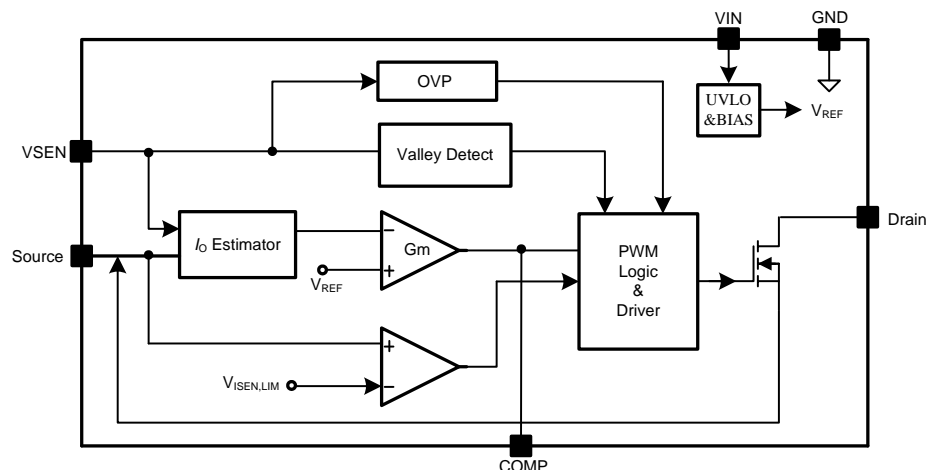 VIN
GND
OVP
UVLO
&BIAS
VREF
VSEN
Valley Detect
Drain
Source
IO Estimator
−
Gm
+
VREF
PWM
Logic
&
Driver
+
−
VISEN,LIM
COMP